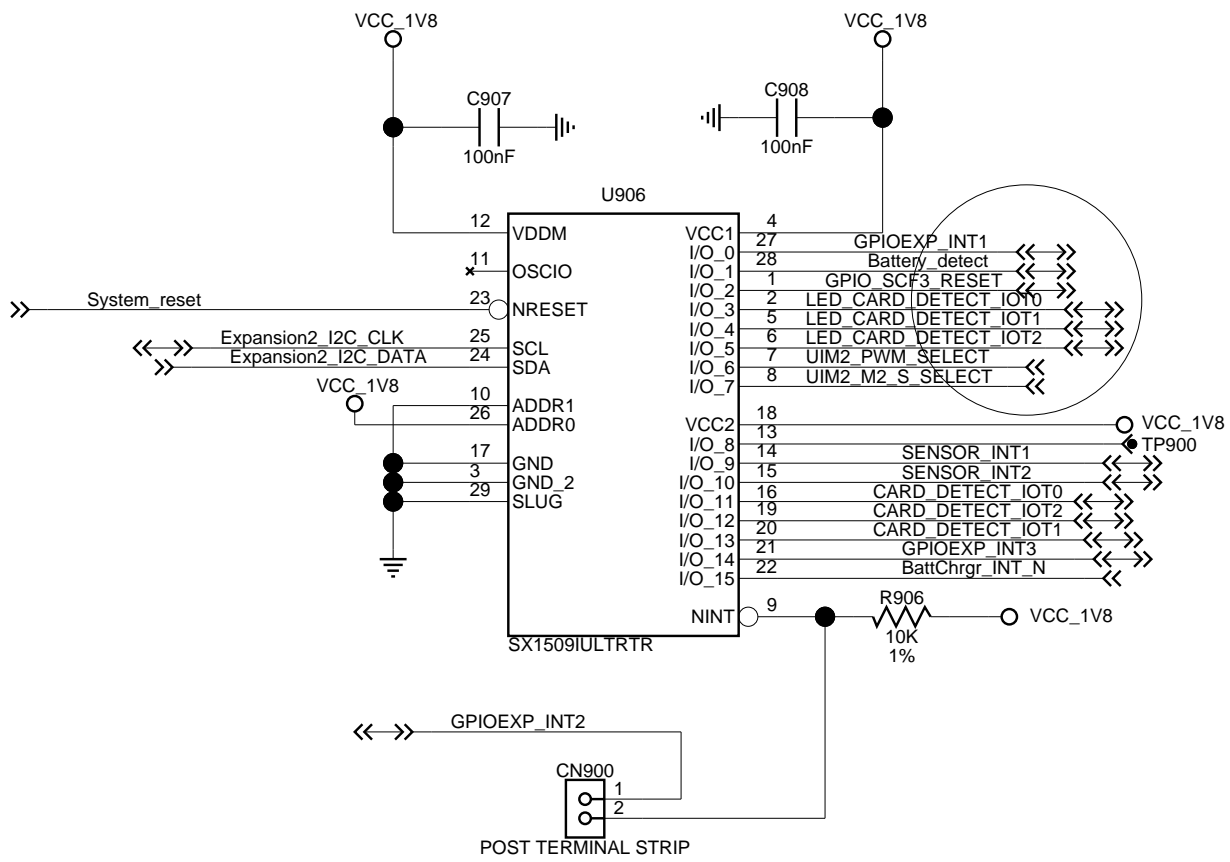 VCC_1V8
VCC_1V8
C907
100nF
C908
100nF
U906
12 VDDM
11 OSCIO
System_reset 23 NRESET
Expansion2_I2C_CLK 25 SCL
Expansion2_I2C_DATA 24 SDA
VCC_1V8
10 ADDR1
26 ADDR0
17 GND
3 GND_2
29 SLUG
VCC1 4
I/O_0 27 GPIOEXP_INT1
I/O_1 28 Battery_detect
I/O_2 1 GPIO_SCF3_RESET
I/O_3 2 LED_CARD_DETECT_IOT0
I/O_4 5 LED_CARD_DETECT_IOT1
I/O_5 6 LED_CARD_DETECT_IOT2
I/O_6 7 UIM2_PWM_SELECT
I/O_7 8 UIM2_M2_S_SELECT
VCC2 18 VCC_1V8
I/O_8 13 TP900
I/O_9 14 SENSOR_INT1
I/O_10 15 SENSOR_INT2
I/O_11 16 CARD_DETECT_IOT0
I/O_12 19 CARD_DETECT_IOT2
I/O_13 20 CARD_DETECT_IOT1
I/O_14 21 GPIOEXP_INT3
I/O_15 22 BattChrgr_INT_N
NINT 9
R906
10K
1%
VCC_1V8
SX1509IULTRTR
GPIOEXP_INT2
CN900
1
2
POST TERMINAL STRIP